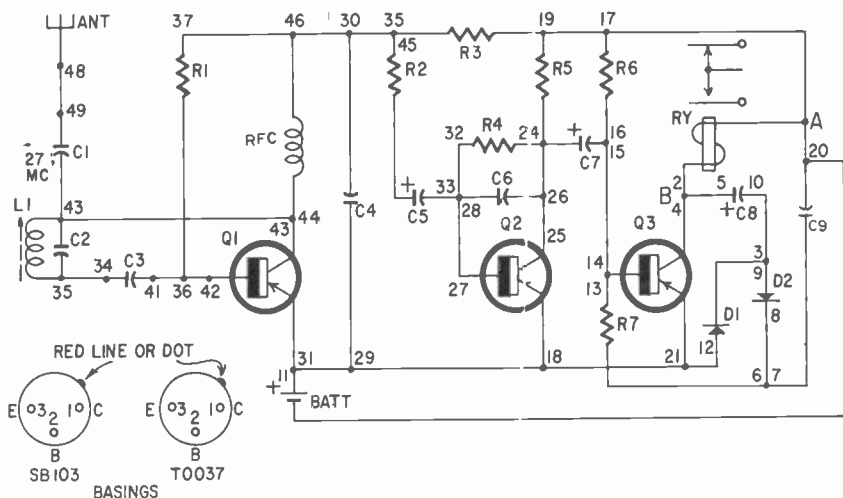 ANT
37
46
30
35
19
17
45
48
R1
R2
R3
R5
R6
49
RFC
RY
A
C1
27
MC
32
R4
24
+
C7
16
15
20
L1
43
33
C6
B
2
5
10
C2
44
43
C4
+
C5
28
26
4
+
C8
C9
Q1
Q2
25
Q3
35
34
C3
41
36
42
27
14
13
3
9
D2
R7
D1
8
12
31
29
18
21
6
7
RED LINE OR DOT
11
+
BATT
E
3
2
1
C
E
3
2
1
C
B
B
SB103
T0037
BASINGS